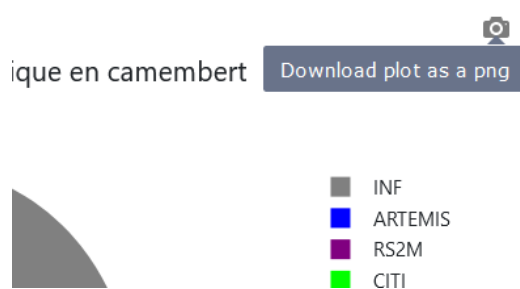 ique en camembert
Download plot as a png
INF
ARTEMIS
RS2M
CITI